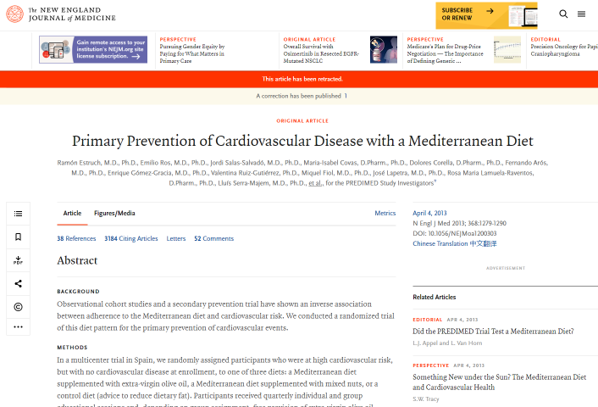 The NEW ENGLAND
JOURNAL of MEDICINE
SUBSCRIBE
OR RENEW
Gain remote access to your
institution's NEJM.org site
license subscription.
PERSPECTIVE
Pursuing Gender Equity by
Paying for What Matters in
Primary Care
ORIGINAL ARTICLE
Overall Survival with
Osimertinib in Resected EGFR-
Mutated NSCLC
PERSPECTIVE
Medicare's Plan for Drug-Price
Negotiation — The Importance
of Defining Generic ...
EDITORIAL
Precision Oncology for Papi
Craniopharyngioma
This article has been retracted.
A correction has been published 1
ORIGINAL ARTICLE
Primary Prevention of Cardiovascular Disease with a Mediterranean Diet
Ramón Estruch, M.D., Ph.D., Emilio Ros, M.D., Ph.D., Jordi Salas-Salvadó, M.D., Ph.D., Maria-Isabel Covas, D.Pharm., Ph.D., Dolores Corella, D.Pharm., Ph.D., Fernando Arós,
M.D., Ph.D., Enrique Gómez-Gracia, M.D., Ph.D., Valentina Ruiz-Gutiérrez, Ph.D., Miquel Fiol, M.D., Ph.D., José Lapetra, M.D., Ph.D., Rosa Maria Lamuela-Raventos,
D.Pharm., Ph.D., Lluís Serra-Majem, M.D., Ph.D., et al., for the PREDIMED Study Investigators*
Article
Figures/Media
Metrics
38 References
3184 Citing Articles
Letters
52 Comments
Abstract
BACKGROUND
Observational cohort studies and a secondary prevention trial have shown an inverse association
between adherence to the Mediterranean diet and cardiovascular risk. We conducted a randomized trial
of this diet pattern for the primary prevention of cardiovascular events.
METHODS
In a multicenter trial in Spain, we randomly assigned participants who were at high cardiovascular risk,
but with no cardiovascular disease at enrollment, to one of three diets: a Mediterranean diet
supplemented with extra-virgin olive oil, a Mediterranean diet supplemented with mixed nuts, or a
control diet (advice to reduce dietary fat). Participants received quarterly individual and group
PDF
April 4, 2013
N Engl J Med 2013; 368:1279-1290
DOI: 10.1056/NEJMoa1200303
Chinese Translation 中文翻译
ADVERTISEMENT
Related Articles
EDITORIAL APR 4, 2013
Did the PREDIMED Trial Test a Mediterranean Diet?
L.J. Appel and L. Van Horn
PERSPECTIVE APR 4, 2013
Something New under the Sun? The Mediterranean Diet
and Cardiovascular Health
S.W. Tracy